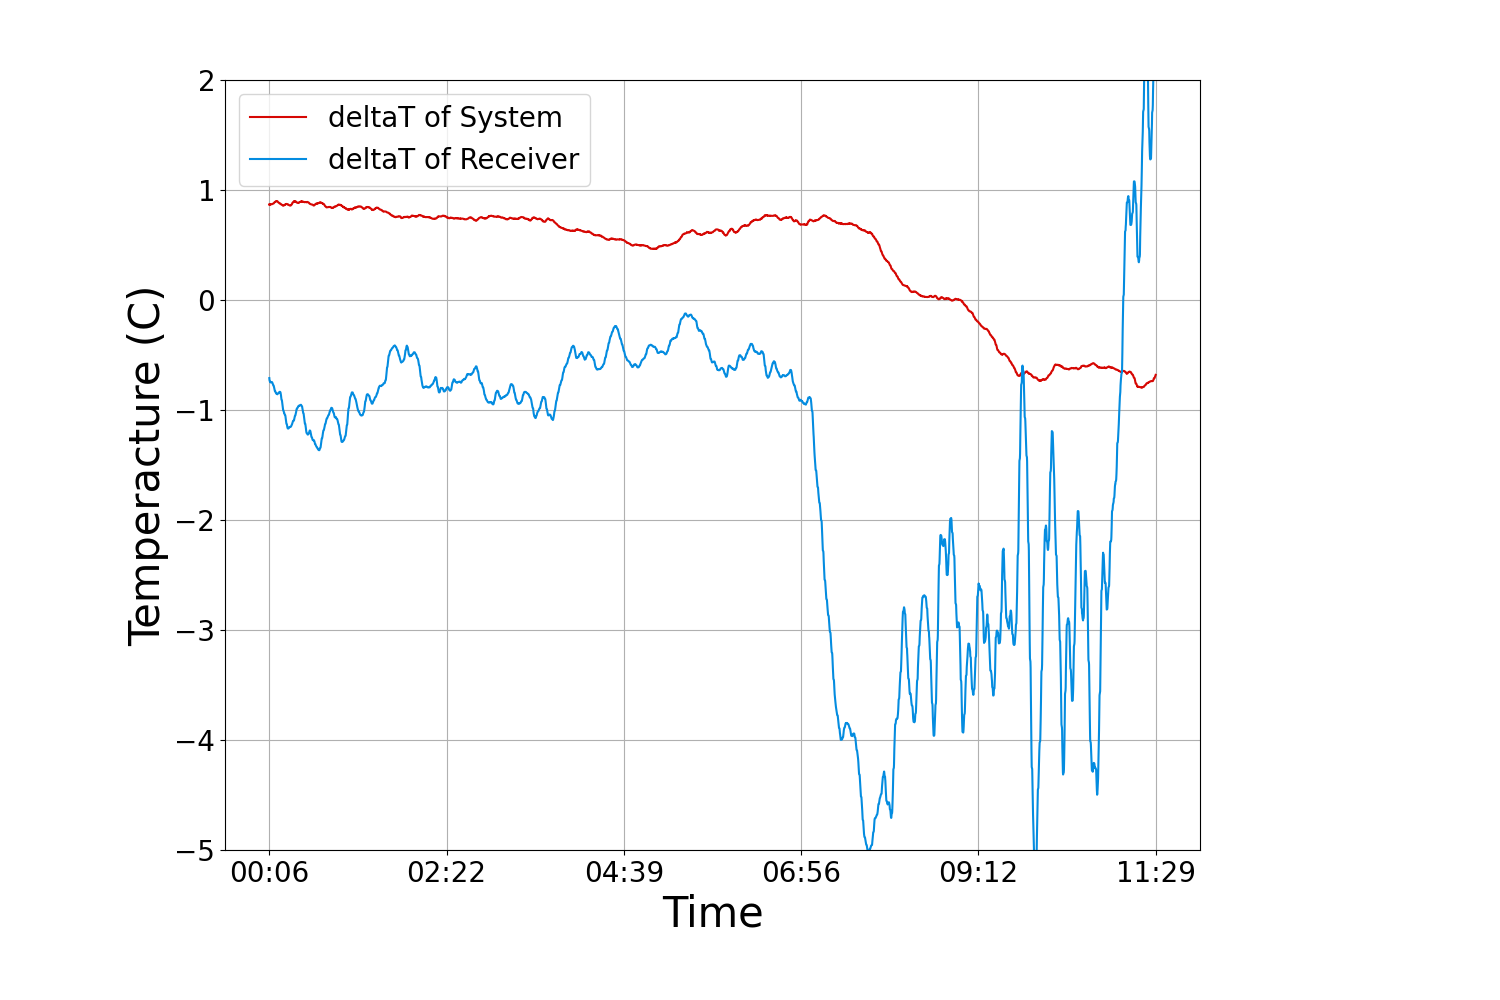 deltaT of System
deltaT of Receiver
2
1
0
−1
−2
−3
−4
−5
Temperacture (C)
00:06 02:22 04:39 06:56 09:12 11:29
Time